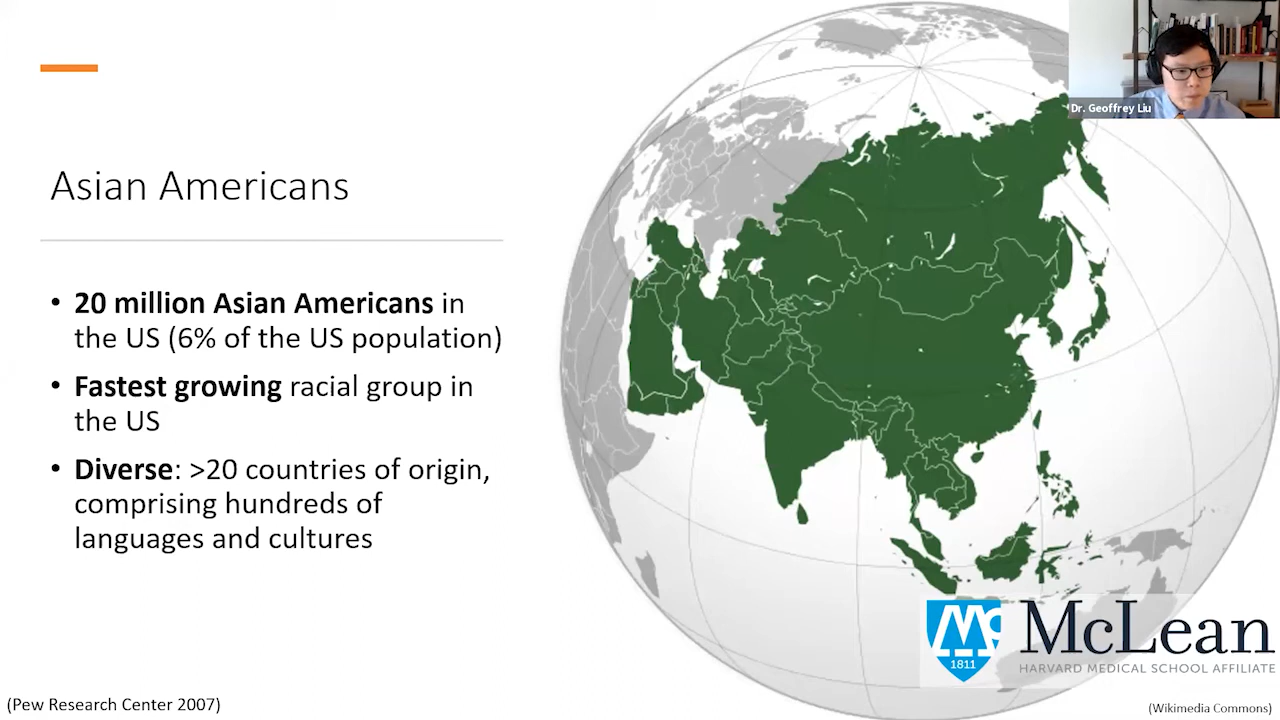 Dr. Geoffrey Liu
Asian Americans
• 20 million Asian Americans in
the US (6% of the US population)
• Fastest growing racial group in
the US
• Diverse: >20 countries of origin,
comprising hundreds of
languages and cultures
1811
McLean
HARVARD MEDICAL SCHOOL AFFILIATE
(Pew Research Center 2007)
(Wikimedia Commons)